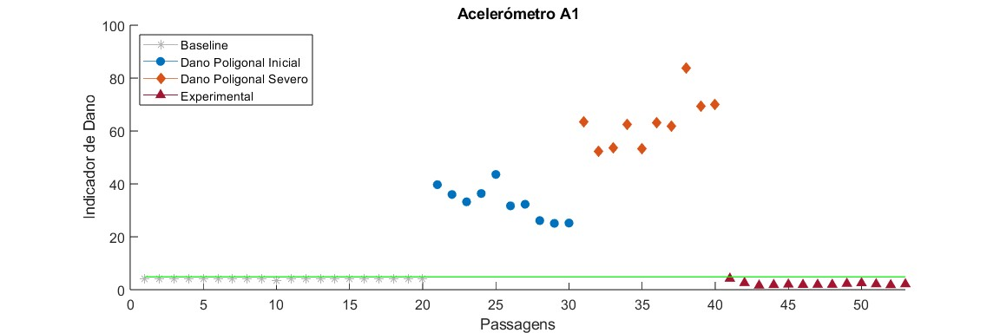 Acelerómetro A1
100
80
60
40
20
0
Indicador de Dano
Baseline
Dano Poligonal Inicial
Dano Poligonal Severo
Experimental
0 5 10 15 20 25 30 35 40 45 50
Passagens